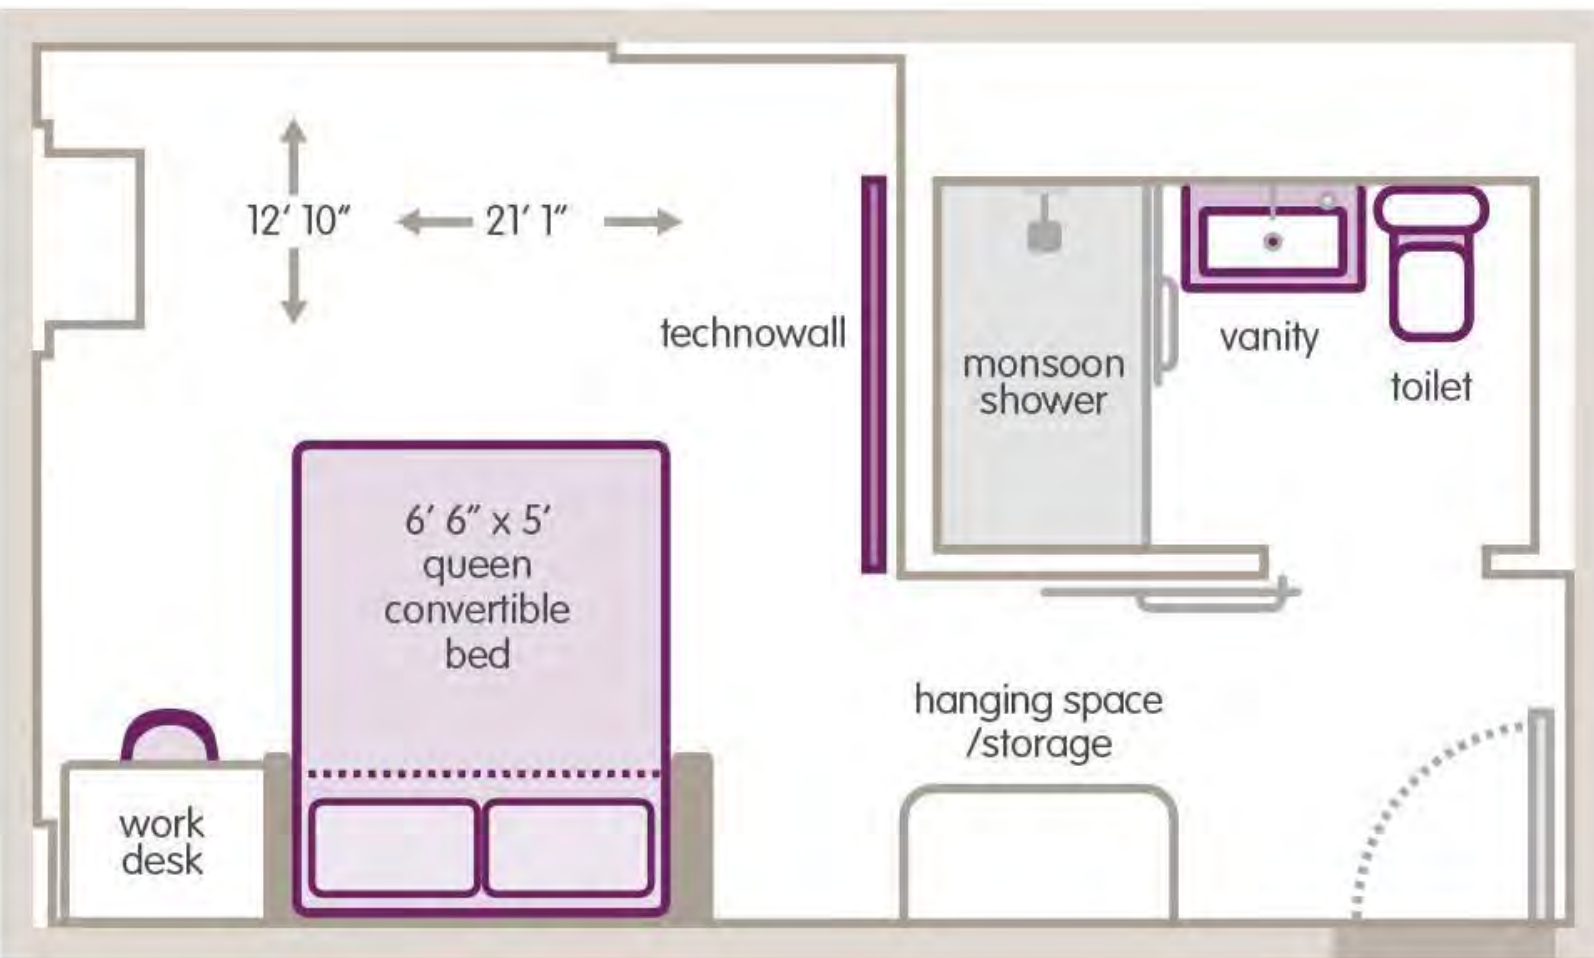 12’ 10”
21’ 1”
technowall
monsoon
shower
vanity
toilet
6’ 6” x 5’
queen
convertible
bed
hanging space
/storage
work
desk